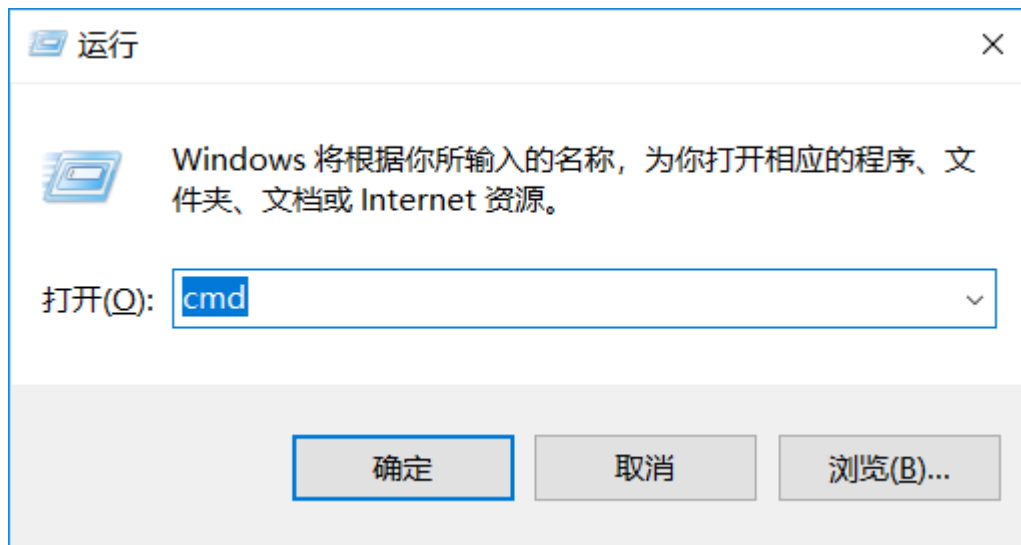 运行
Windows 将根据你所输入的名称，为你打开相应的程序、文
件夹、文档或 Internet 资源。
打开(O): cmd
确定 取消 浏览(B)...